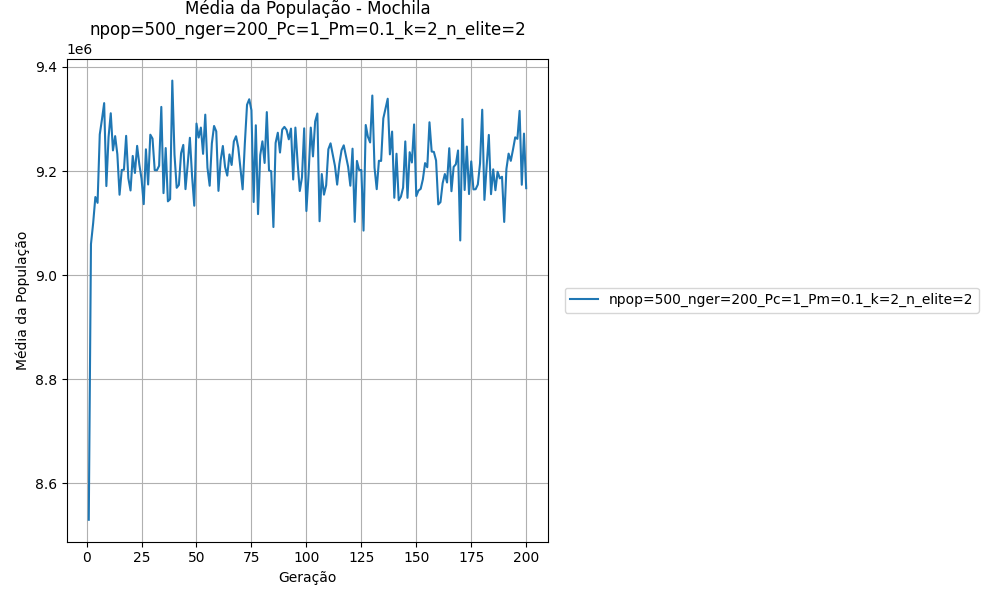 Média da População - Mochila
npop=500_nger=200_Pc=1_Pm=0.1_k=2_n_elite=2
1e6
9.4
9.2
9.0
8.8
8.6
Média da População
0 25 50 75 100 125 150 175 200
Geração
npop=500_nger=200_Pc=1_Pm=0.1_k=2_n_elite=2